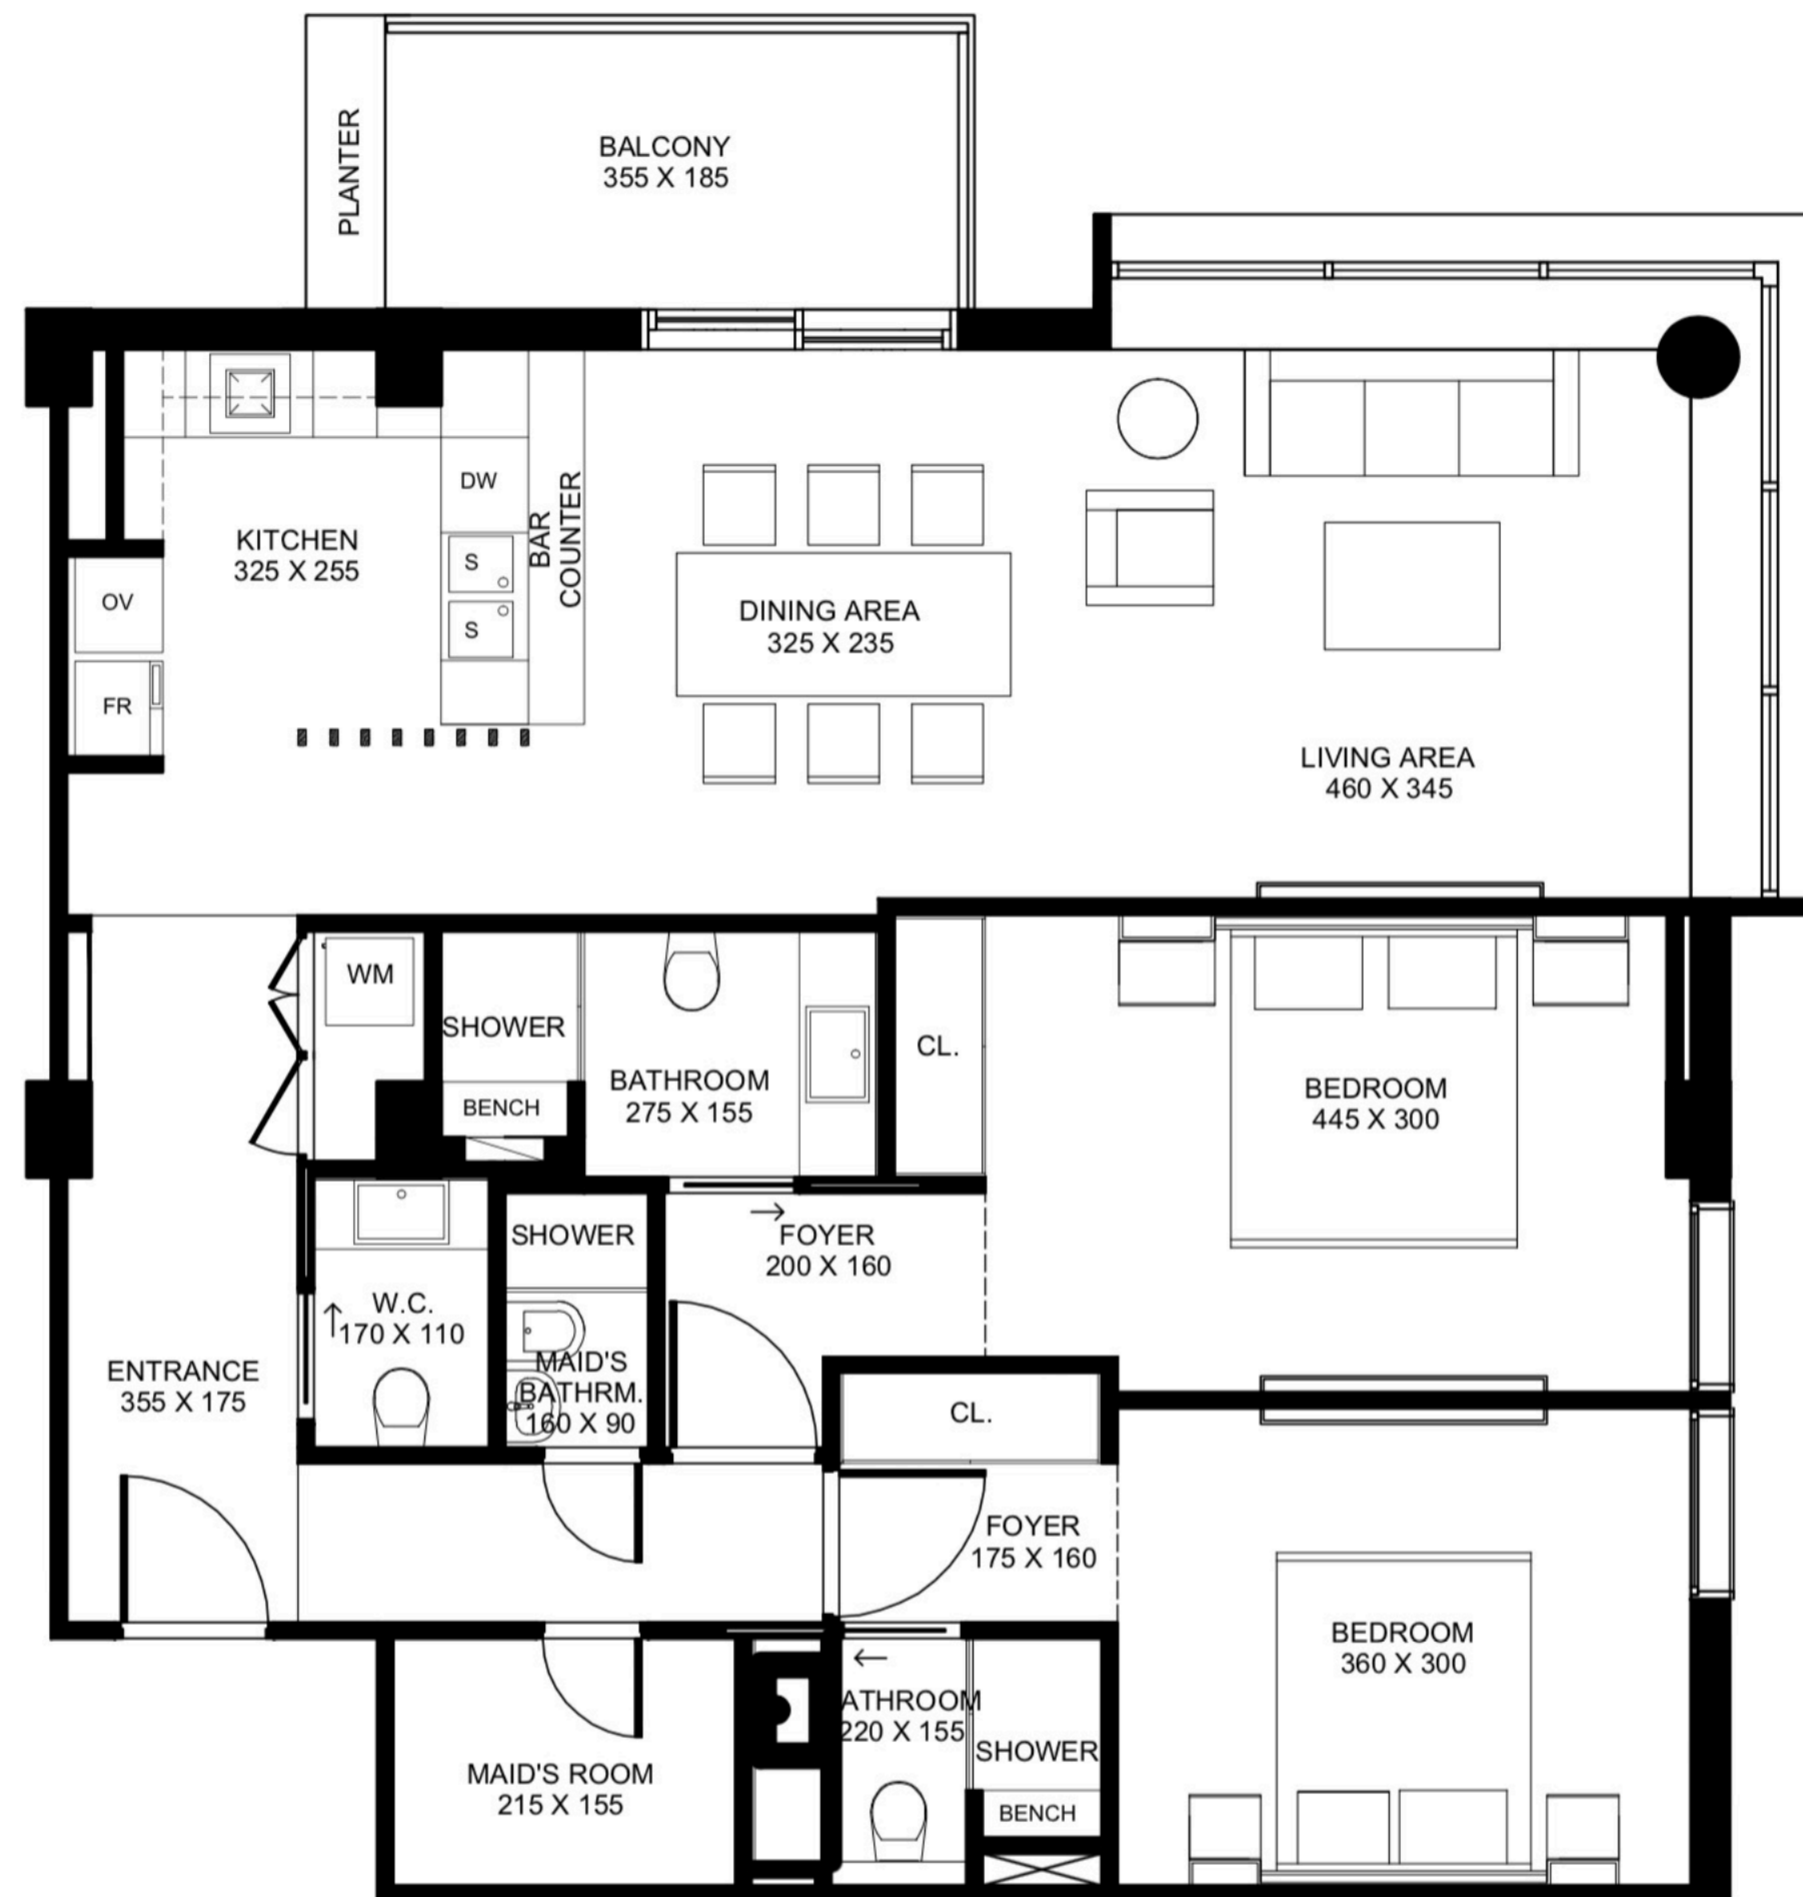 PLANTER
BALCONY
355 X 185
KITCHEN
325 X 255
DW
S
S
BAR
COUNTER
OV
FR
DINING AREA
325 X 235
LIVING AREA
460 X 345
WM
SHOWER
BENCH
BATHROOM
275 X 155
CL.
BEDROOM
445 X 300
W.C.
170 X 110
SHOWER
MAID'S
BATHRM.
160 X 90
FOYER
200 X 160
ENTRANCE
355 X 175
CL.
FOYER
175 X 160
BEDROOM
360 X 300
MAID'S ROOM
215 X 155
ATHROOM
220 X 155
SHOWER
BENCH